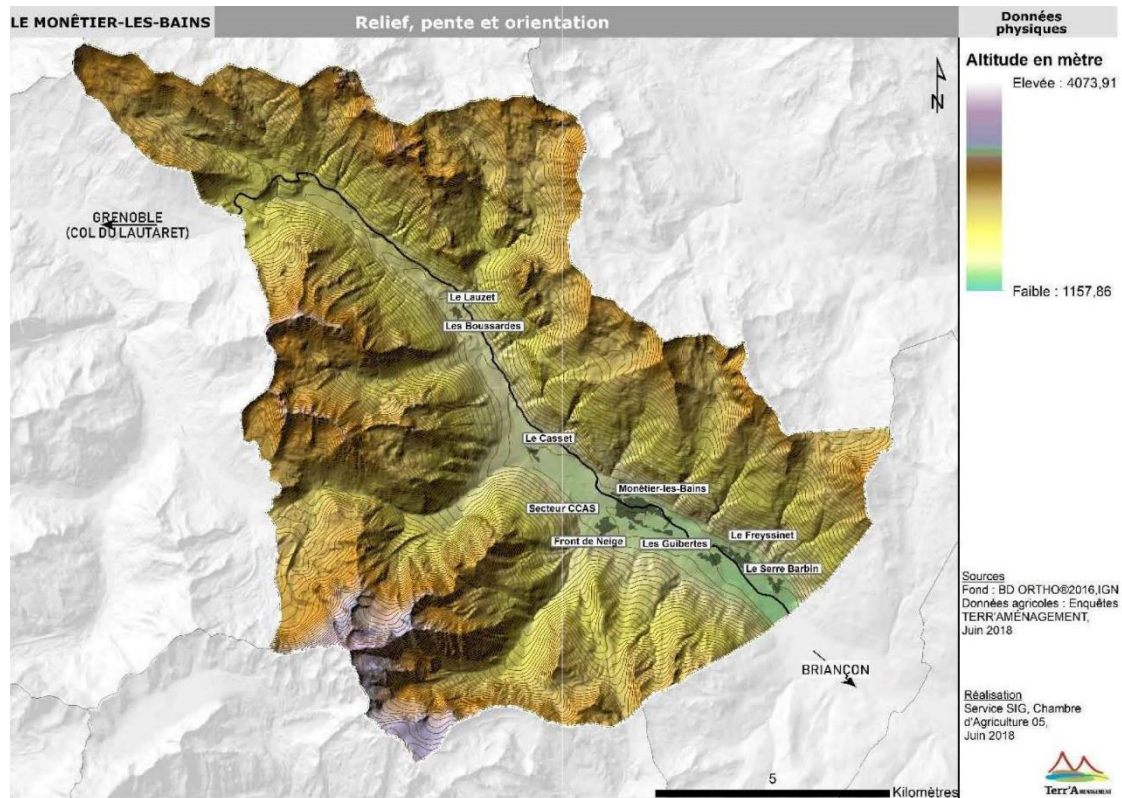 LE MONÊTIER-LES-BAINS
Relief, pente et orientation
Données
physiques
Altitude en mètre
Elevée : 4073,91
Faible : 1157,86
N
GRENOBLE
(COL DU LAUTARET)
Le Lauzet
Les Boussardes
Le Casset
Monêtier-les-Bains
Secteur CCAS
Le Freyssinet
Front de Neige
Les Guibertes
Le Serre Barbin
BRIANÇON
Sources
Fond : BD ORTHO®2016,IGN
Données agricoles : Enquêtes
TERR'AMÉNAGEMENT,
Juin 2018
Réalisation
Service SIG, Chambre
d'Agriculture 05,
Juin 2018
5
Kilomètres
Terr'AMÉNAGEMENT